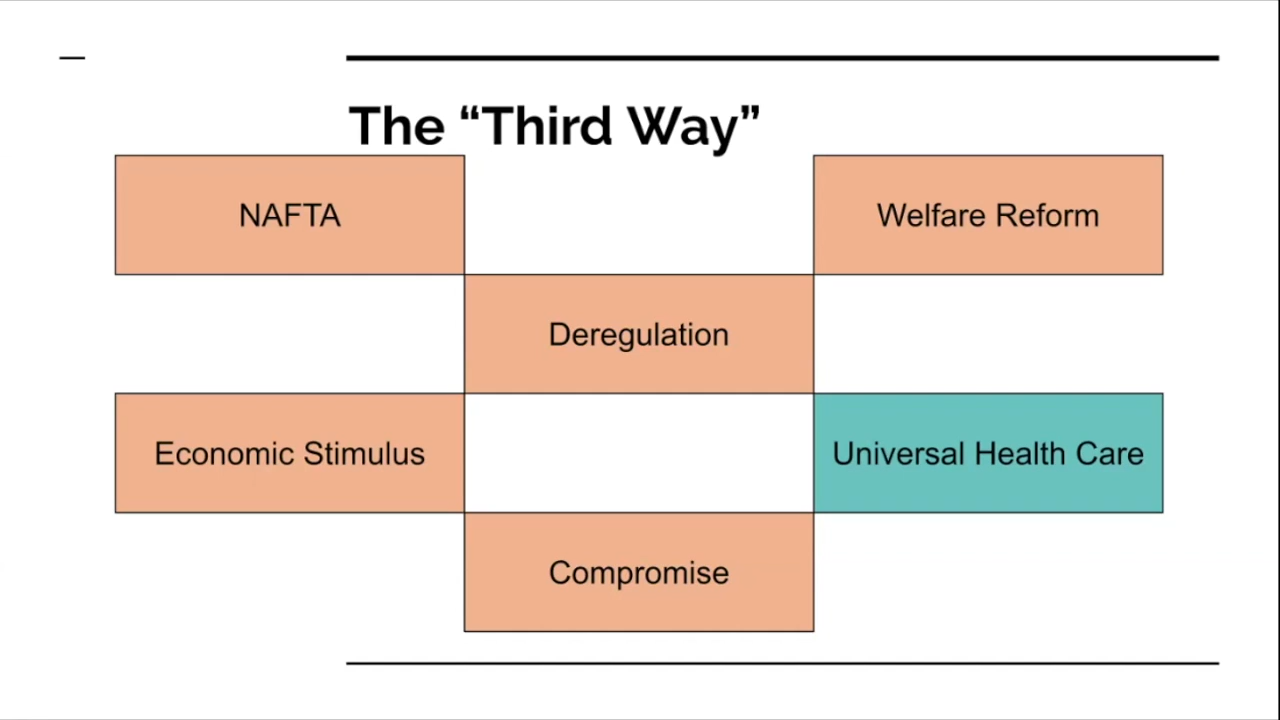 The “Third Way”
NAFTA
Welfare Reform
Deregulation
Economic Stimulus
Universal Health Care
Compromise